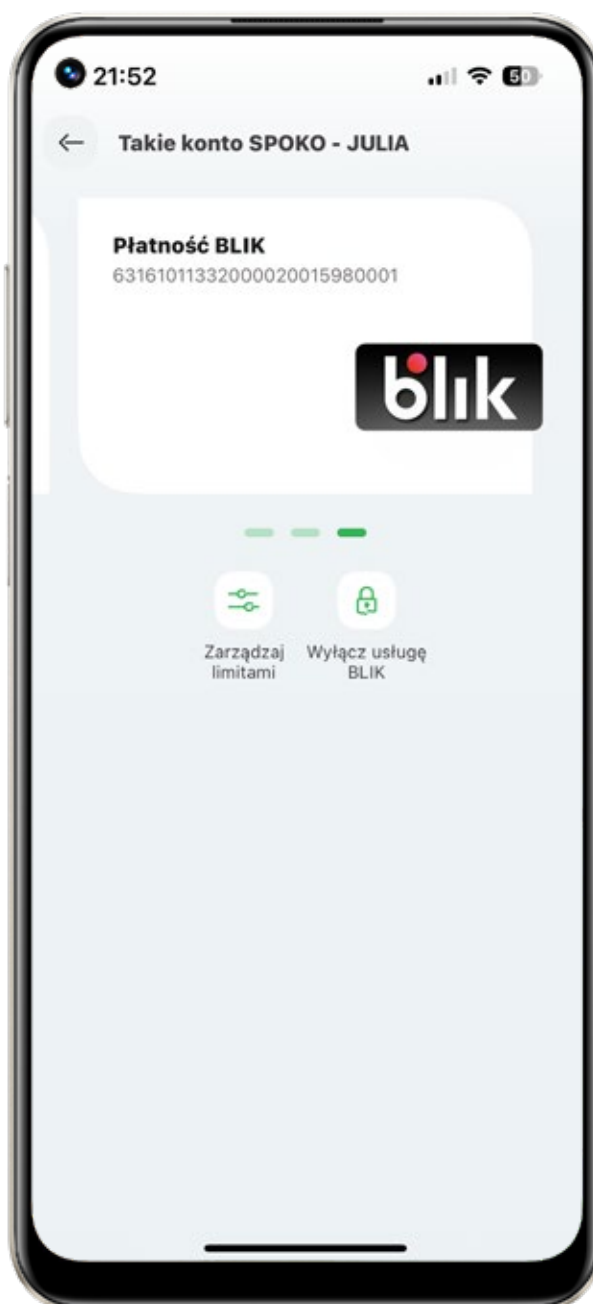 21:52
50
Takie konto SPOKO - JULIA
Płatność BLIK
63161011332000020015980001
blik
Zarządzaj limitami
Wyłącz usługę BLIK